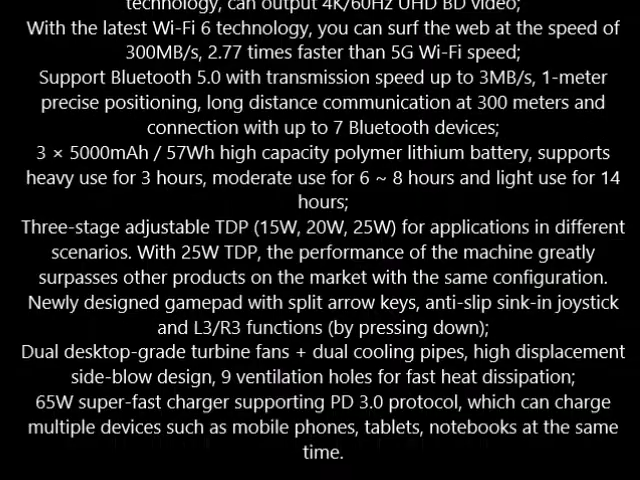 technology, can output 4K/60Hz UHD BD video;
With the latest Wi-Fi 6 technology, you can surf the web at the speed of
300MB/s, 2.77 times faster than 5G Wi-Fi speed;
Support Bluetooth 5.0 with transmission speed up to 3MB/s, 1-meter
precise positioning, long distance communication at 300 meters and
connection with up to 7 Bluetooth devices;
3 × 5000mAh / 57Wh high capacity polymer lithium battery, supports
heavy use for 3 hours, moderate use for 6 ~ 8 hours and light use for 14
hours;
Three-stage adjustable TDP (15W, 20W, 25W) for applications in different
scenarios. With 25W TDP, the performance of the machine greatly
surpasses other products on the market with the same configuration.
Newly designed gamepad with split arrow keys, anti-slip sink-in joystick
and L3/R3 functions (by pressing down);
Dual desktop-grade turbine fans + dual cooling pipes, high displacement
side-blow design, 9 ventilation holes for fast heat dissipation;
65W super-fast charger supporting PD 3.0 protocol, which can charge
multiple devices such as mobile phones, tablets, notebooks at the same
time.